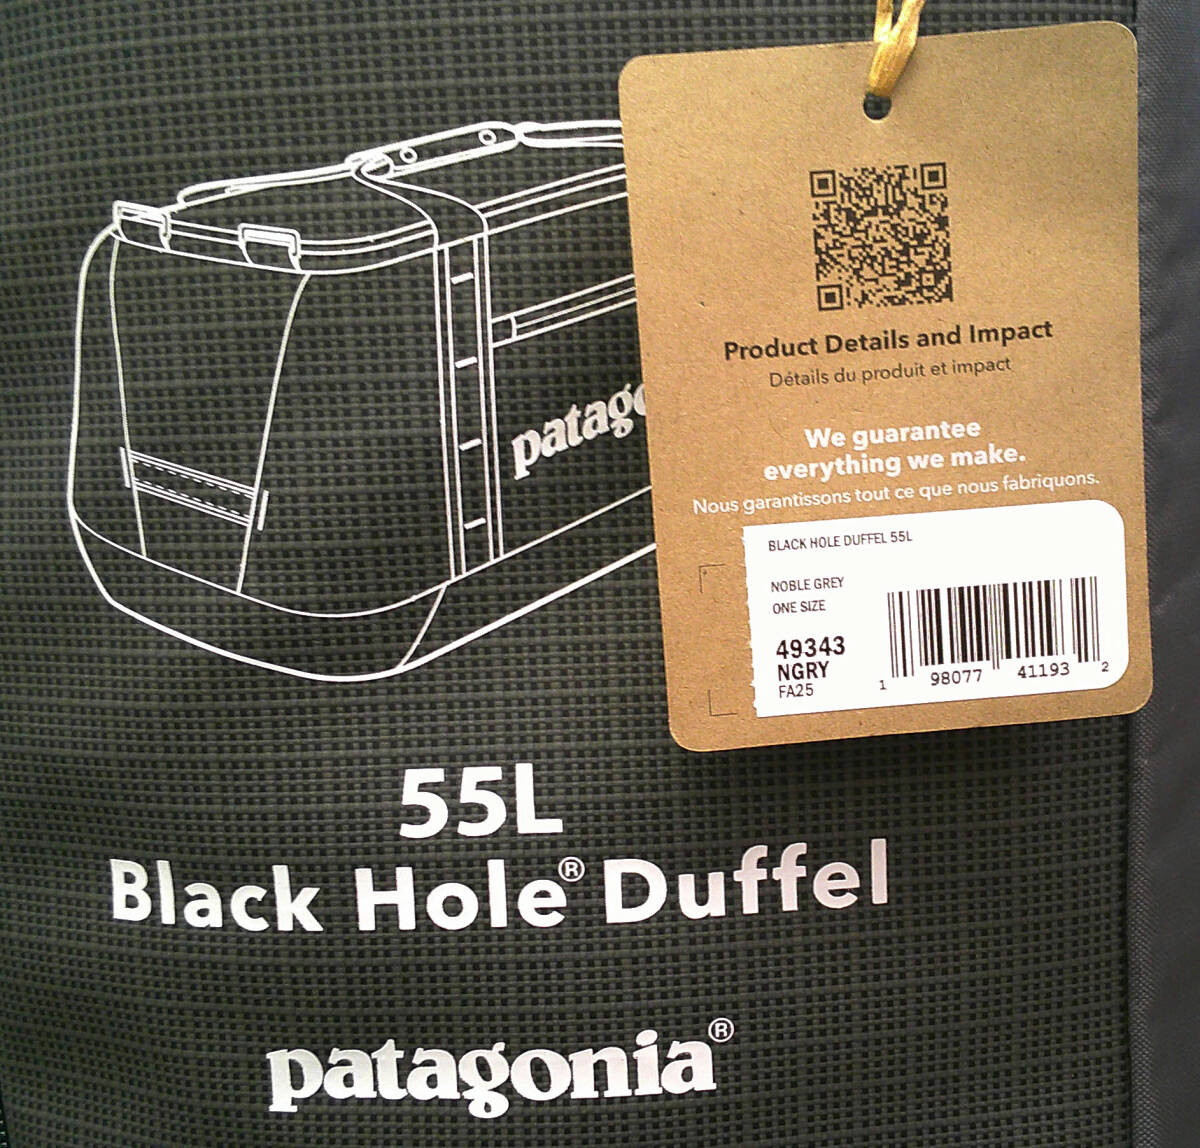 patago
Product Details and Impact
Détails du produit et impact
We guarantee
everything we make.
Nous garantissons tout ce que nous fabriquons.
BLACK HOLE DUFFEL 55L
NOBLE GREY
ONE SIZE
49343
NGRY
FA25
1 98077 41193 2
55L
Black Hole® Duffel
patagonia®